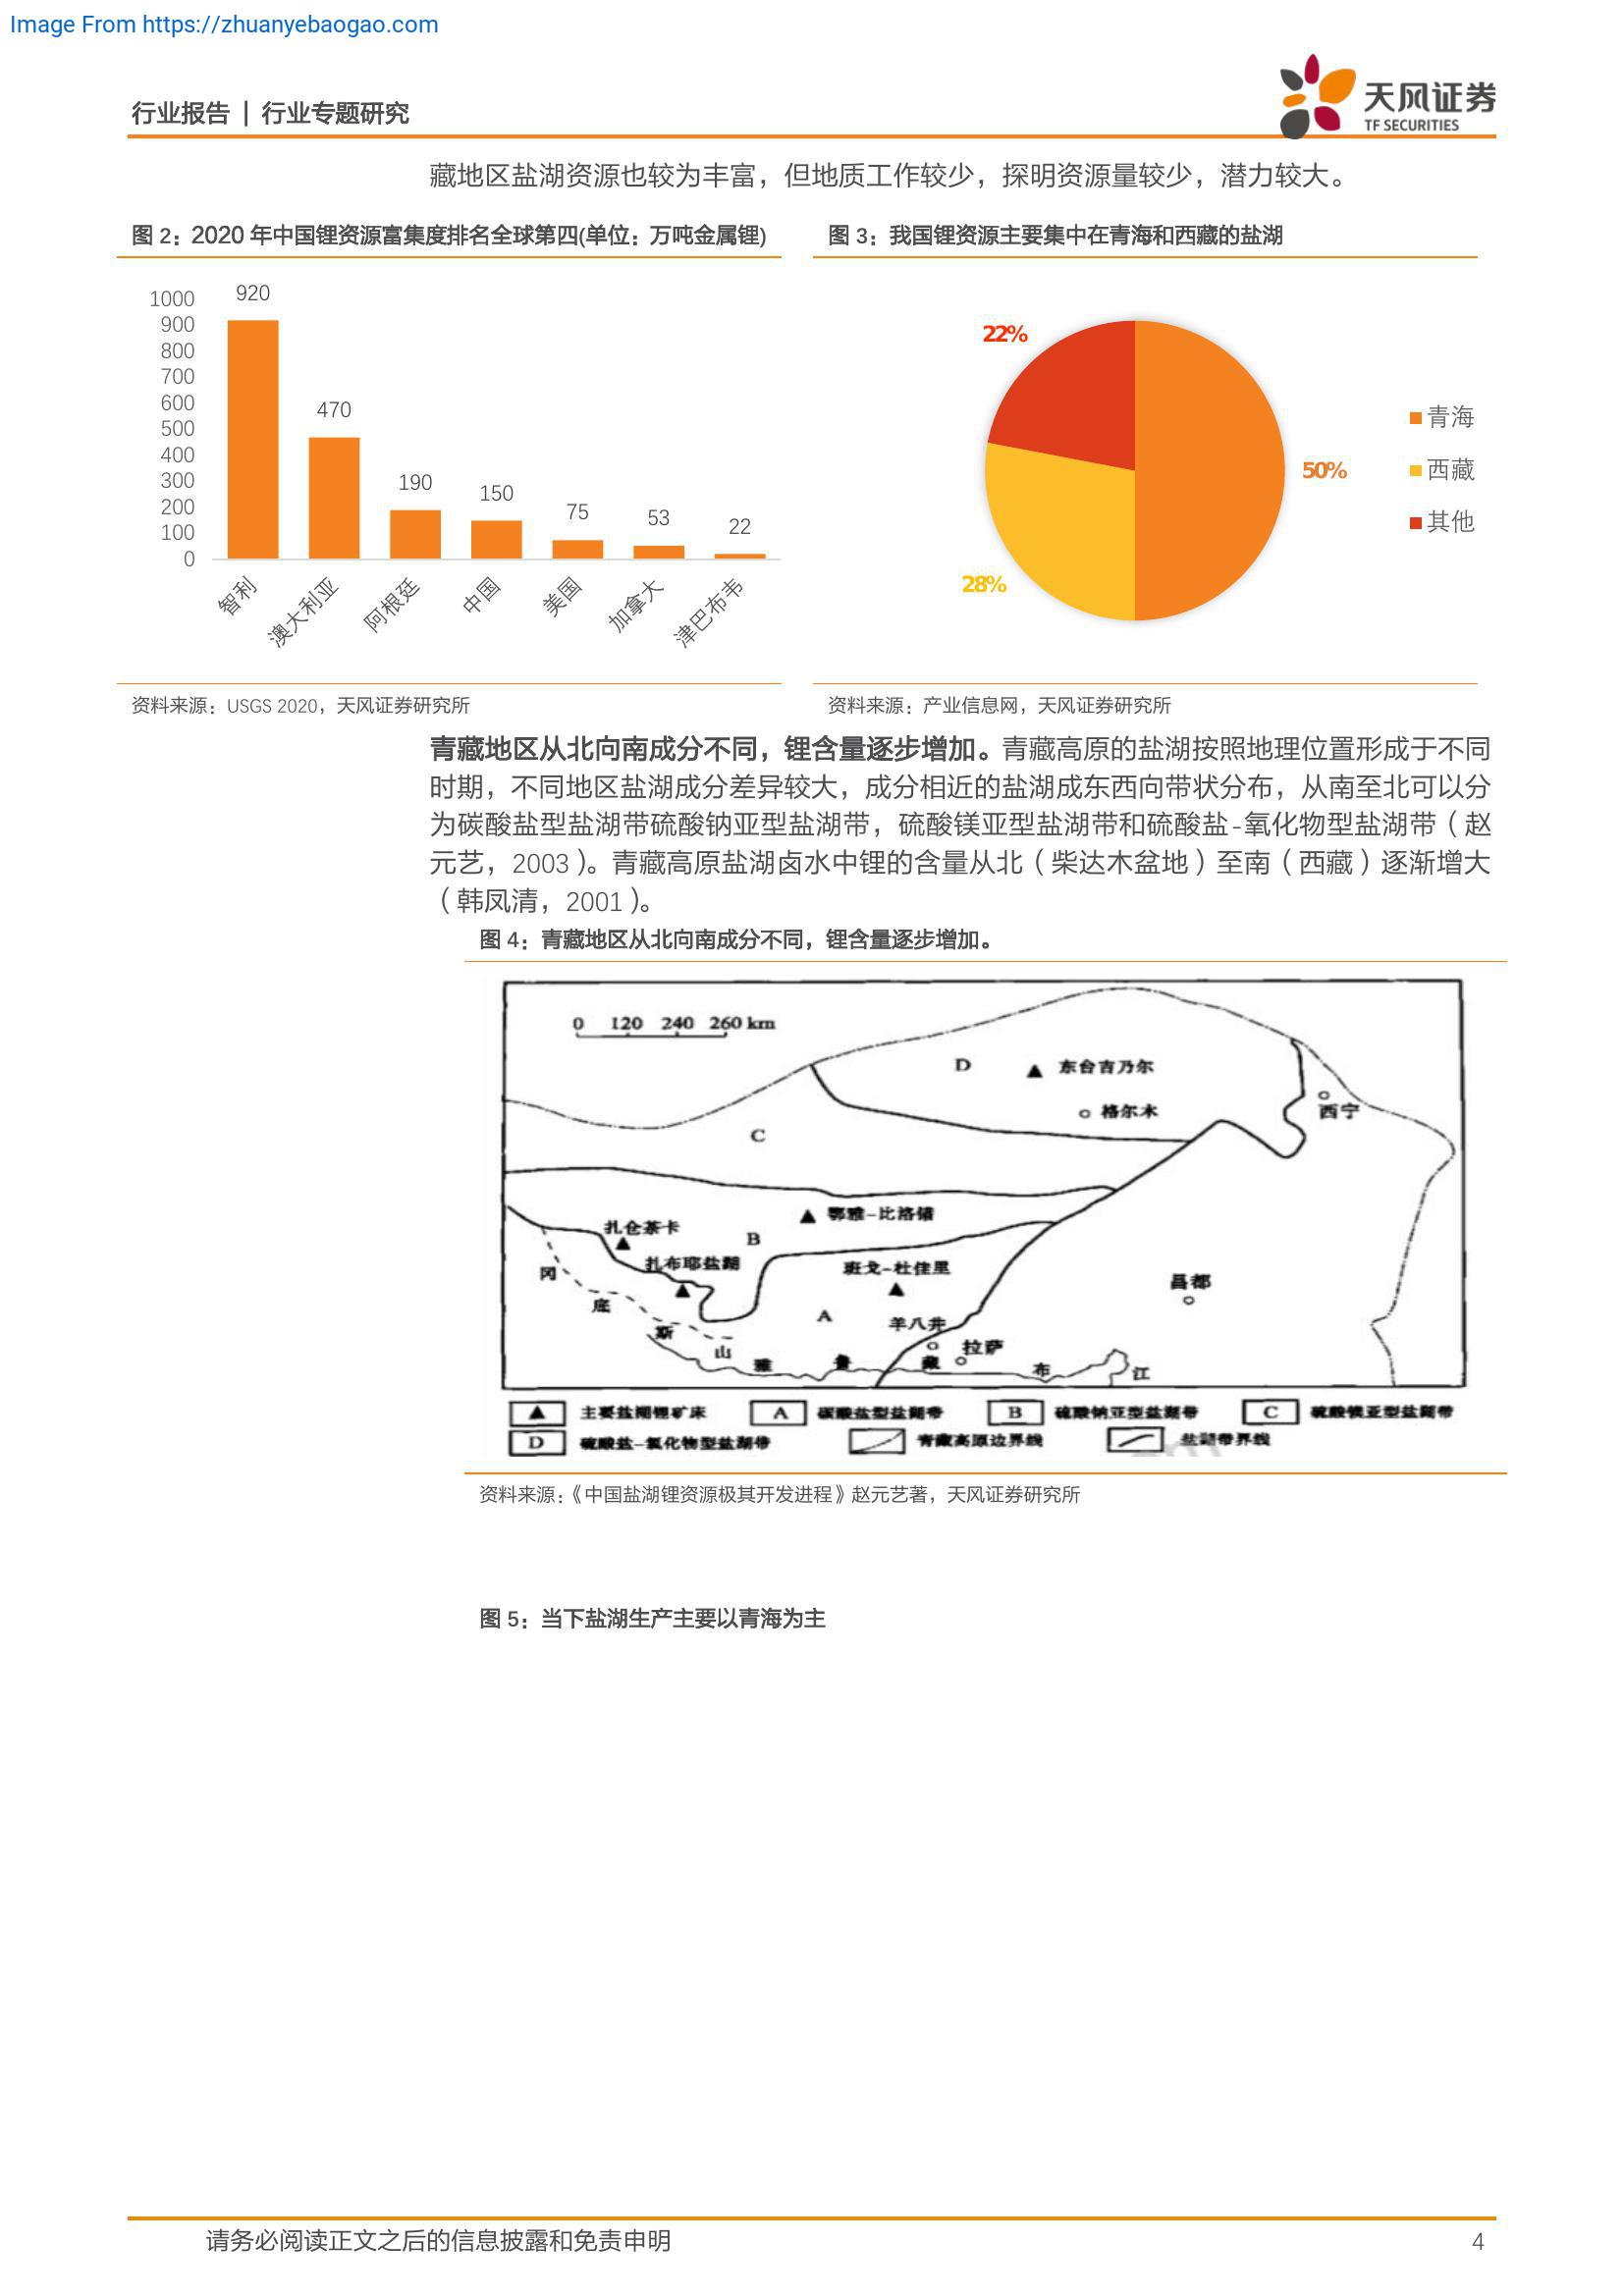 Image From https://zhuanyebaogao.com
行业报告 | 行业专题研究
天风证券
TF SECURITIES
藏地区盐湖资源也较为丰富，但地质工作较少，探明资源量较少，潜力较大。
图 2：2020 年中国锂资源富集度排名全球第四(单位：万吨金属锂)
1000
900
800
700
600
500
400
300
200
100
0
920
470
190
150
75
53
22
智利
澳大利亚
阿根廷
中国
美国
加拿大
津巴布韦
资料来源：USGS 2020，天风证券研究所
图 3：我国锂资源主要集中在青海和西藏的盐湖
22%
50%
28%
青海
西藏
其他
资料来源：产业信息网，天风证券研究所
青藏地区从北向南成分不同，锂含量逐步增加。青藏高原的盐湖按照地理位置形成于不同
时期，不同地区盐湖成分差异较大，成分相近的盐湖成东西向带状分布，从南至北可以分
为碳酸盐型盐湖带硫酸钠亚型盐湖带，硫酸镁亚型盐湖带和硫酸盐-氧化物型盐湖带（赵
元艺，2003）。青藏高原盐湖卤水中锂的含量从北（柴达木盆地）至南（西藏）逐渐增大
（韩凤清，2001）。
图 4：青藏地区从北向南成分不同，锂含量逐步增加。
0 120 240 260 km
D
东台吉乃尔
格尔木
西宁
C
鄂雅-比洛错
扎仓茶卡
B
扎布耶盐湖
班戈-杜佳里
冈
底
斯
山
A
羊八井
昌都
拉萨
雅
鲁
藏
布
江
主要盐湖锂矿床
A 碳酸盐型盐湖带
B 硫酸钠亚型盐湖带
C 硫酸镁亚型盐湖带
D 硫酸盐-氯化物型盐湖带
青藏高原边界线
盐湖带界线
资料来源：《中国盐湖锂资源极其开发进程》赵元艺著，天风证券研究所
图 5：当下盐湖生产主要以青海为主
请务必阅读正文之后的信息披露和免责申明
4